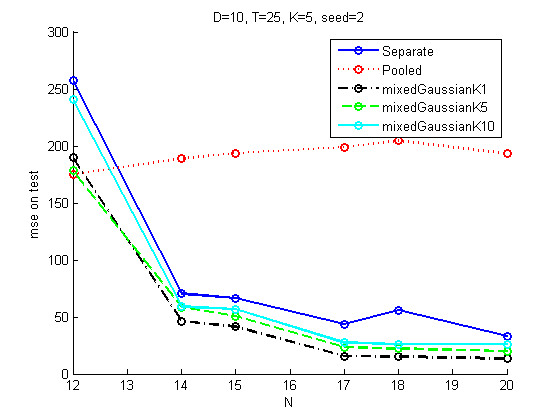 D=10, T=25, K=5, seed=2
300
250
200
150
100
50
0
mse on test
Separate
Pooled
mixedGaussianK1
mixedGaussianK5
mixedGaussianK10
12 13 14 15 16 17 18 19 20
N